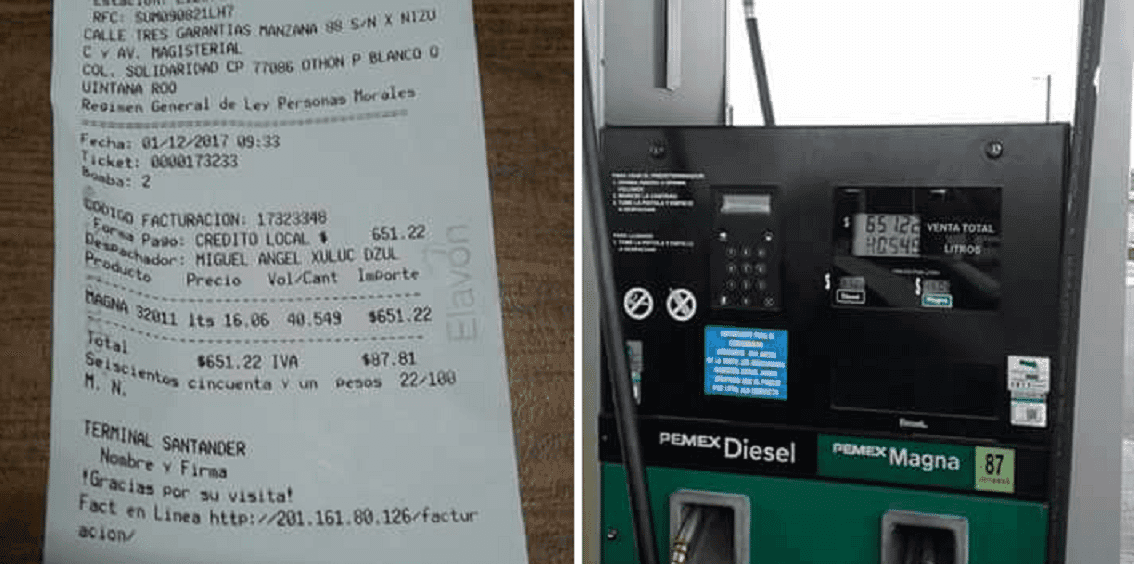 RFC: SUM090821LH7
CALLE TRES GARANTIAS MANZANA 88 S/N X NIZU
C y AV. MAGISTERIAL
COL. SOLIDARIDAD CP 77086 OTHON P BLANCO Q
UINTANA ROO
Regimen General de Ley Personas Morales
Fecha: 01/12/2017 09:33
Ticket: 0000173233
Bomba: 2
CODIGO FACTURACION: 17323348
Forma Pago: CREDITO LOCAL $ 651.22
Despachador: MIGUEL ANGEL XULUC DZUL
Producto Precio Vol/Cant Importe
MAGNA 32011 lts 16.06 40.549 $651.22
Total
$651.22 IVA $87.81
Seiscientos cincuenta y un pesos 22/100
M. N.
TERMINAL SANTANDER
Nombre y Firma
!Gracias por su visita!
Fact en Linea http://201.161.80.126/factur
acion/
Elavon
$ 651.22 VENTA TOTAL
40.549 LITROS
$ $
Diesel Magna
Diesel
PEMEX Diesel
PEMEX Magna 87